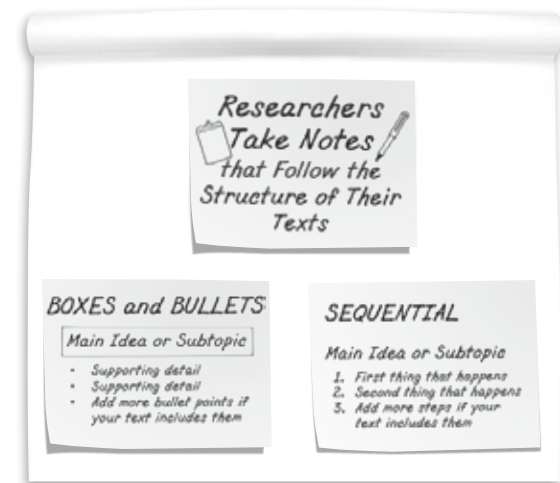 Researchers
Take Notes
that Follow the
Structure of Their
Texts
BOXES and BULLETS
Main Idea or Subtopic
• Supporting detail
• Supporting detail
• Add more bullet points if
your text includes them
SEQUENTIAL
Main Idea or Subtopic
1. First thing that happens
2. Second thing that happens
3. Add more steps if your
text includes them